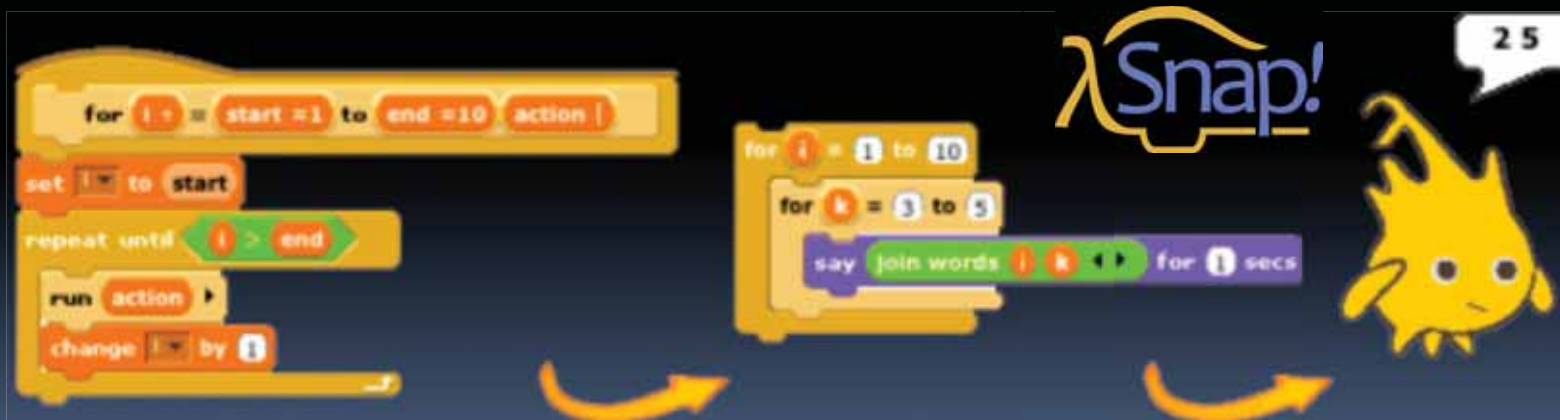 for i = start =1 to end =10 action
set i to start
repeat until i > end
run action
change i by 1
for i = 1 to 10
for k = 3 to 5
say join words i k for 1 secs
λSnap!
2 5